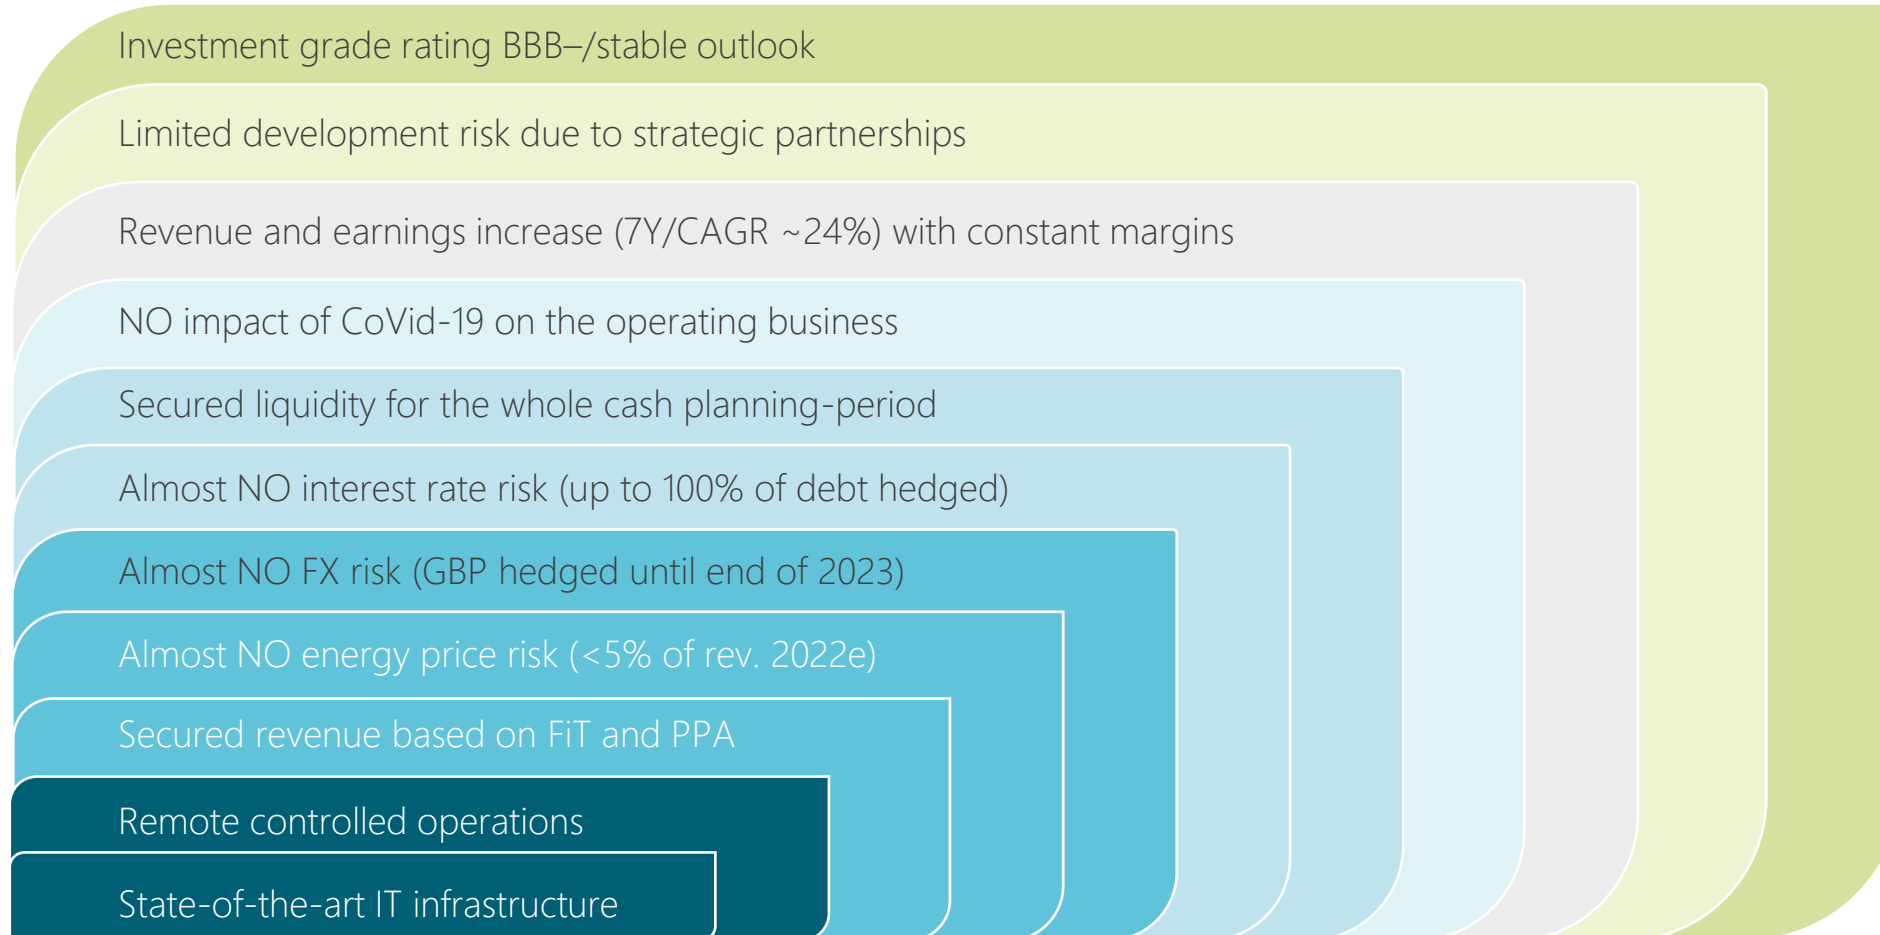 Investment grade rating BBB–/stable outlook
Limited development risk due to strategic partnerships
Revenue and earnings increase (7Y/CAGR ~24%) with constant margins
NO impact of CoVid-19 on the operating business
Secured liquidity for the whole cash planning-period
Almost NO interest rate risk (up to 100% of debt hedged)
Almost NO FX risk (GBP hedged until end of 2023)
Almost NO energy price risk (<5% of rev. 2022e)
Secured revenue based on FiT and PPA
Remote controlled operations
State-of-the-art IT infrastructure